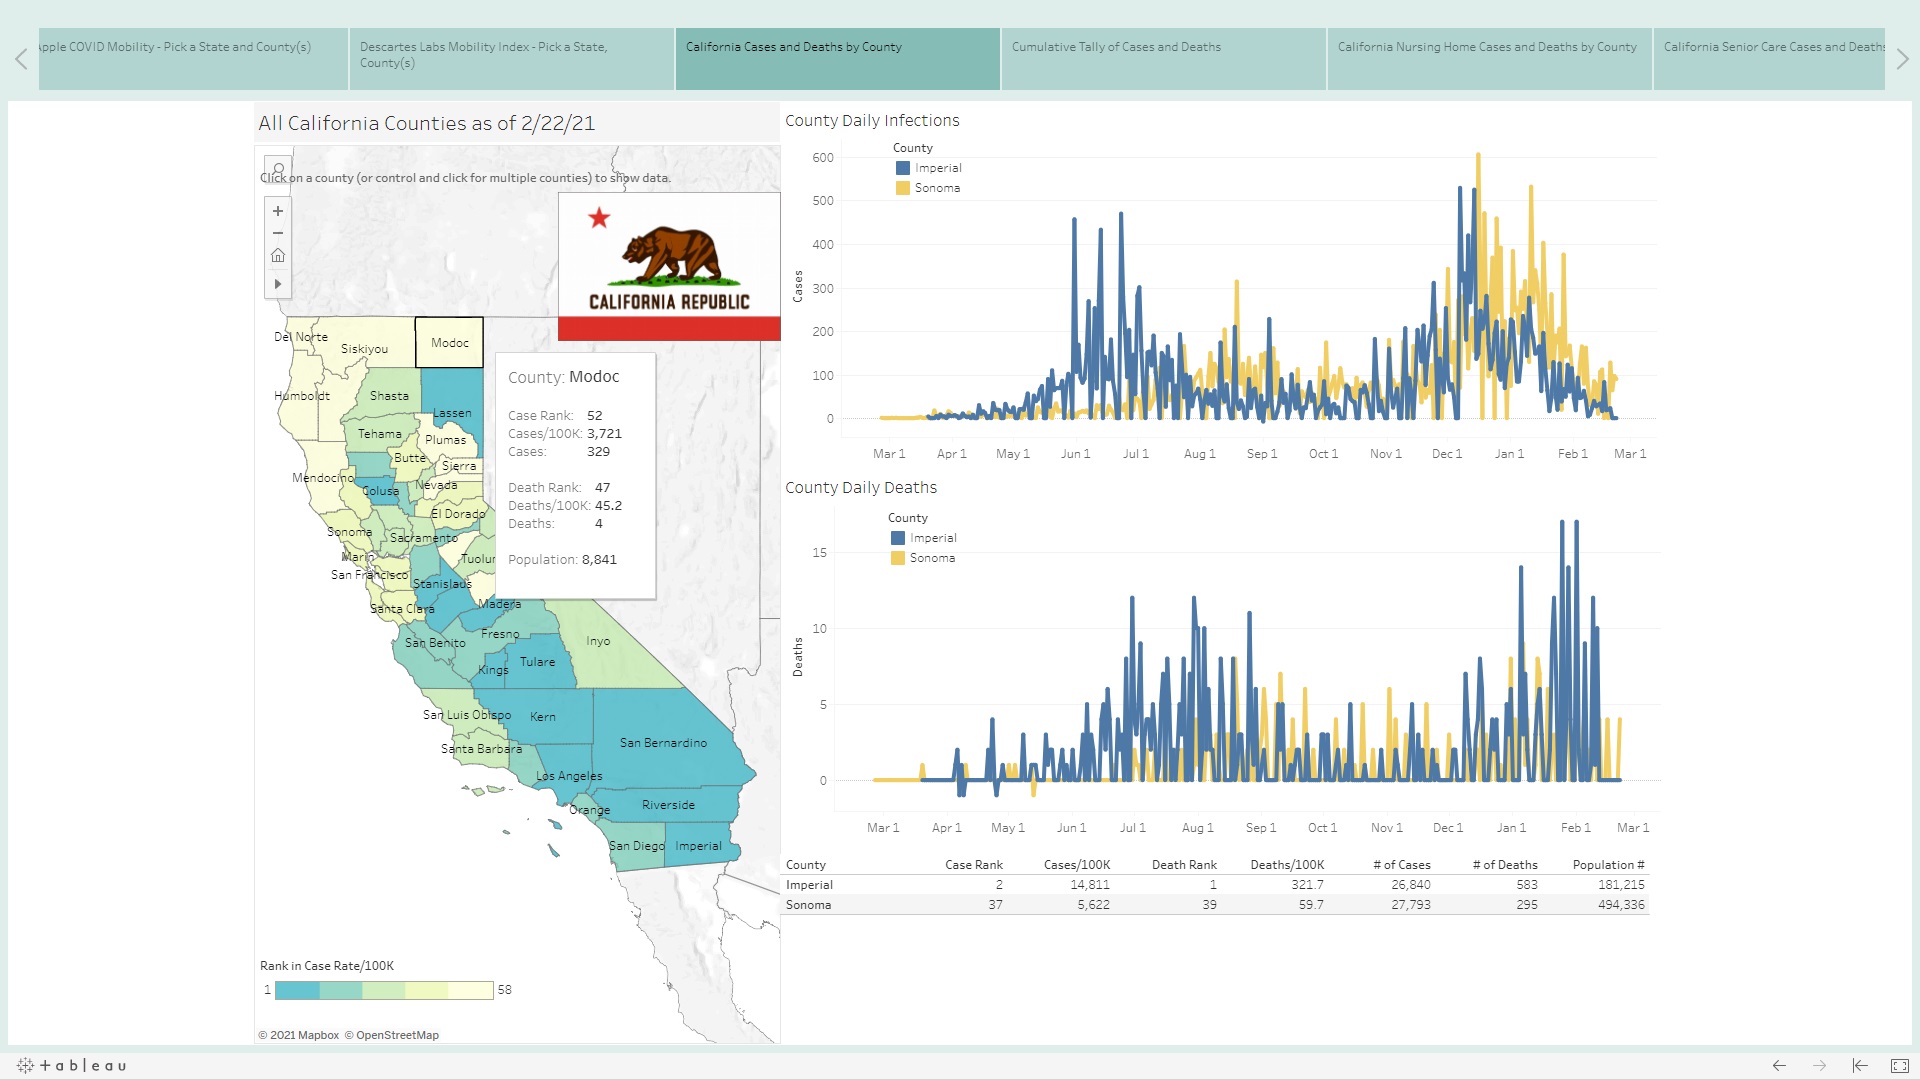 Apple COVID Mobility - Pick a State and County(s)
Descartes Labs Mobility Index - Pick a State,
County(s)
California Cases and Deaths by County
Cumulative Tally of Cases and Deaths
California Nursing Home Cases and Deaths by County
California Senior Care Cases and Deaths
All California Counties as of 2/22/21
Click on a county (or control and click for multiple counties) to show data.
CALIFORNIA REPUBLIC
Del Norte
Siskiyou
Modoc
Humboldt
Shasta
Lassen
Tehama
Plumas
Butte
Sierra
Mendocino
Colusa
Nevada
El Dorado
Sonoma
Sacramento
Marin
Tuolum
San Francisco
Stanislaus
Santa Clara
Madera
San Benito
Fresno
Inyo
Kings
Tulare
San Luis Obispo
Kern
Santa Barbara
San Bernardino
Los Angeles
Orange
Riverside
San Diego
Imperial
County: Modoc
Case Rank: 52
Cases/100K: 3,721
Cases: 329
Death Rank: 47
Deaths/100K: 45.2
Deaths: 4
Population: 8,841
Rank in Case Rate/100K
1 58
© 2021 Mapbox © OpenStreetMap
County Daily Infections
County
Imperial
Sonoma
Cases
600
500
400
300
200
100
0
Mar 1 Apr 1 May 1 Jun 1 Jul 1 Aug 1 Sep 1 Oct 1 Nov 1 Dec 1 Jan 1 Feb 1 Mar 1
County Daily Deaths
County
Imperial
Sonoma
Deaths
15
10
5
0
Mar 1 Apr 1 May 1 Jun 1 Jul 1 Aug 1 Sep 1 Oct 1 Nov 1 Dec 1 Jan 1 Feb 1 Mar 1
County Case Rank Cases/100K Death Rank Deaths/100K # of Cases # of Deaths Population #
Imperial 2 14,811 1 321.7 26,840 583 181,215
Sonoma 37 5,622 39 59.7 27,793 295 494,336
+ableau